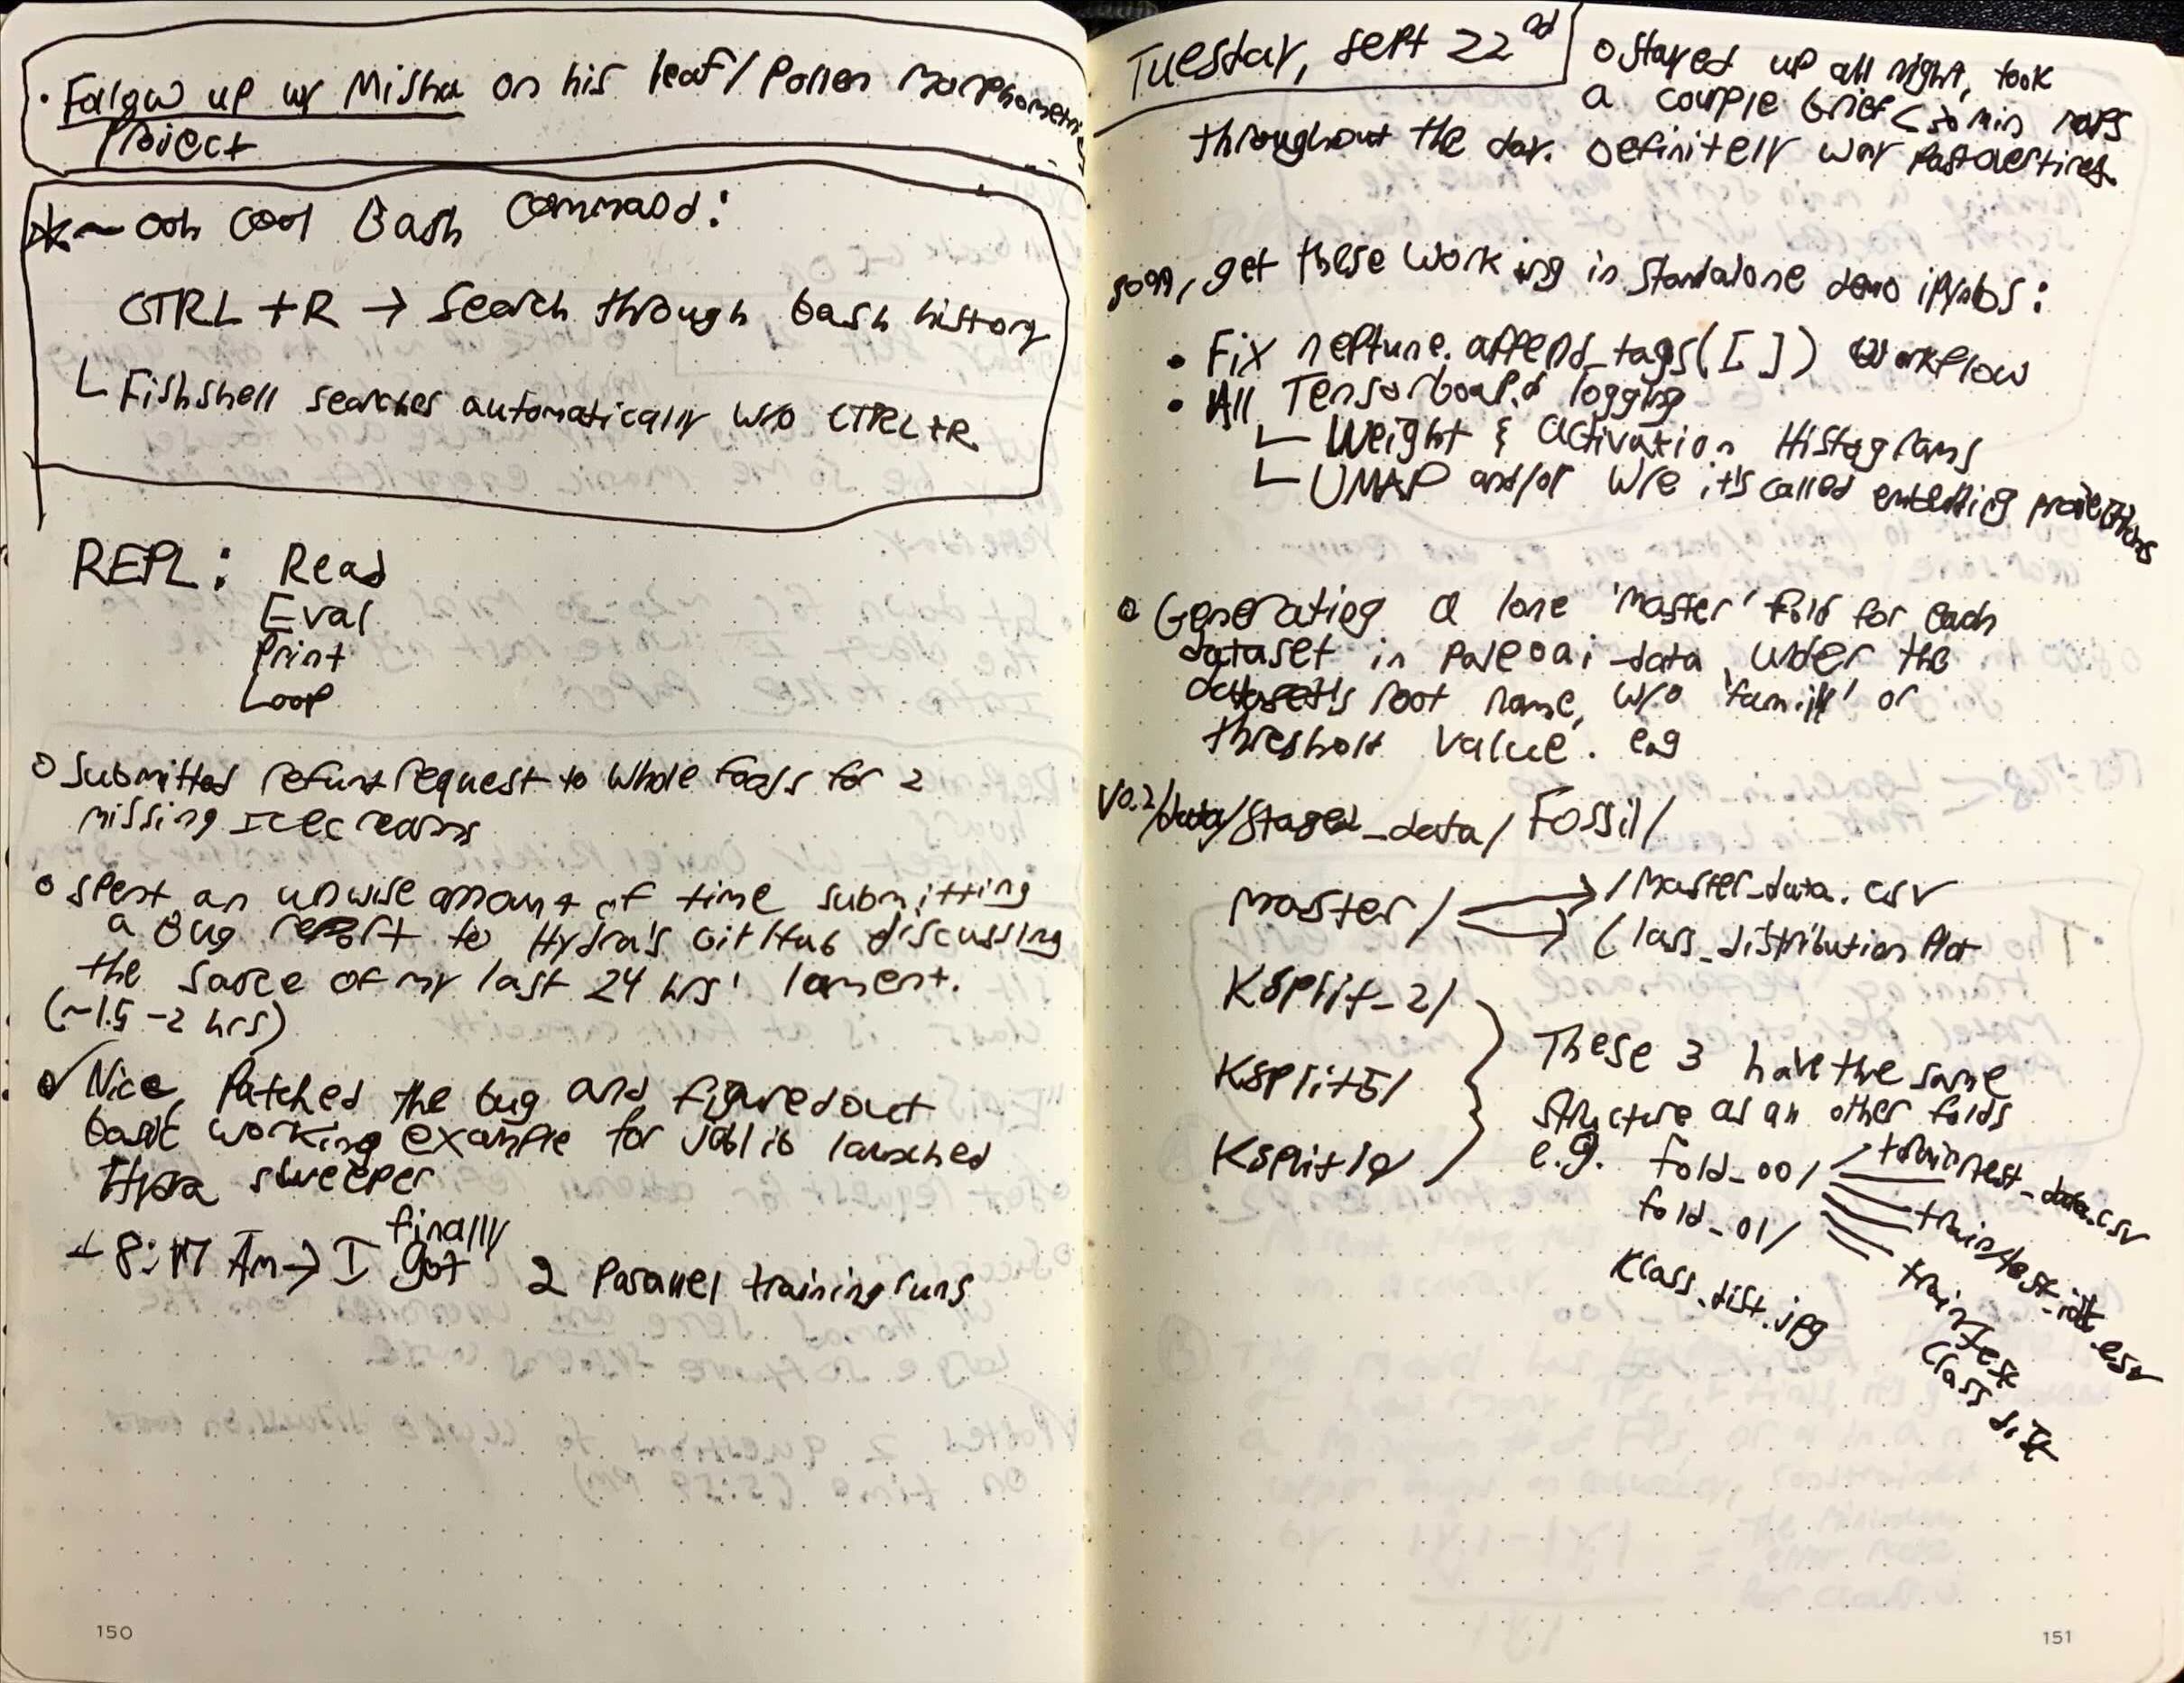 · Follow up w/ Misha on his leaf/Pollen Morphometrics
Project
*~ Ooh cool Bash Command:
CTRL + R → Search through bash history
└ Fishshell searches automatically w/o CTRL+R
REPL: Read
Eval
Print
Loop
o Submitted refund request to Whole Foods for 2
missing Icecreams
o Spent an unwise amount of time submitting
a Bug report to Hydra's GitHub discussing
the source of my last 24 hrs' lament.
(~1.5-2 hrs)
✓ Nice, Patched the bug and figured out
basic working example for Joblib launched
Hydra sweeper
finally
8:17 Am → I got 2 Parallel training runs
150
Tuesday, Sept 22nd
o Stayed up all night, took
a couple brief < 30 min naps
throughout the day. Definitely way Past overtired.
soon, get these working in standalone demo ipynbs:
• Fix neptune.append_tags([ ]) workflow
• All Tensorboard logging
└ Weight & Activation Histograms
└ UMAP and/or w/e it's called embedding projections
o Generating a lone 'master' fold for each
dataset in Paleoai-data, under the
dataset's root name, w/o 'family' or
threshold value. e.g
V0.2/data/Staged_data/Fossil/
Master/ → /Master_data.csv
→ Class_distribution Plot
Ksplit_2/
Ksplit5/
Ksplit10/
These 3 have the same
structure as all other folds
e.g. fold_00/
fold_01/
Klass_dist.jpg
train/test_data.csv
train/test
train/test
class dist
151